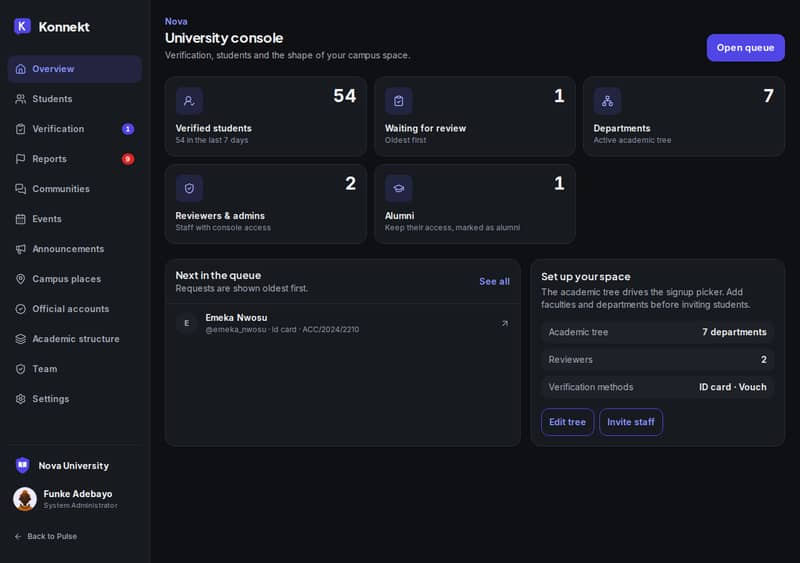 Konnekt
Overview
Students
Verification 1
Reports 9
Communities
Events
Announcements
Campus places
Official accounts
Academic structure
Team
Settings
Nova University
Funke Adebayo
System Administrator
Back to Pulse
Nova
University console
Verification, students and the shape of your campus space.
Open queue
54
Verified students
54 in the last 7 days
1
Waiting for review
Oldest first
7
Departments
Active academic tree
2
Reviewers & admins
Staff with console access
1
Alumni
Keep their access, marked as alumni
Next in the queue
Requests are shown oldest first.
See all
E
Emeka Nwosu
@emeka_nwosu · Id card · ACC/2024/2210
Set up your space
The academic tree drives the signup picker. Add
faculties and departments before inviting students.
Academic tree 7 departments
Reviewers 2
Verification methods ID card · Vouch
Edit tree
Invite staff